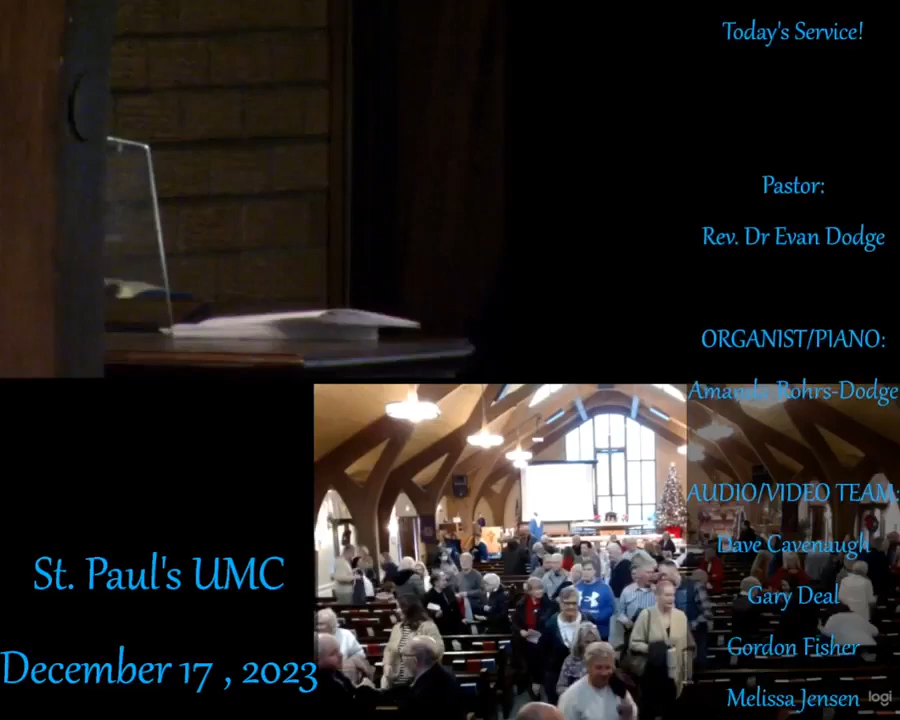 Today's Service!
Pastor:
Rev. Dr Evan Dodge
ORGANIST/PIANO:
Amanda Rohrs-Dodge
AUDIO/VIDEO TEAM:
Dave Cavenaugh
Gary Deal
Gordon Fisher
Melissa Jensen
logi
St. Paul's UMC
December 17 , 2023